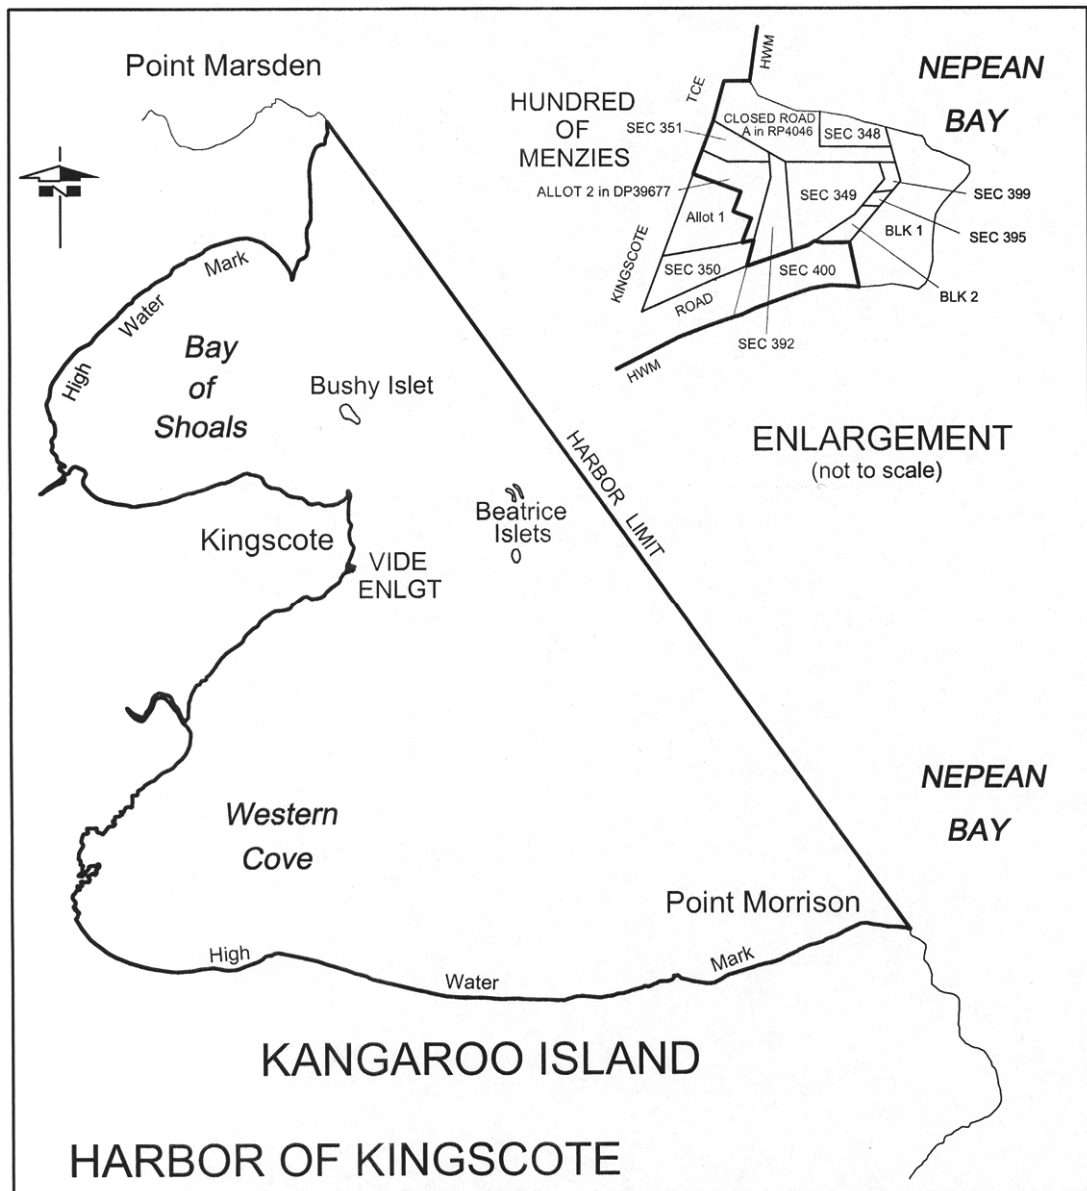 Point Marsden
HUNDRED
OF
MENZIES
NEPEAN
BAY
HWM
TCE
SEC 351
CLOSED ROAD
A in RP4046
SEC 348
ALLOT 2 in DP39677
SEC 349
SEC 399
Allot 1
SEC 395
BLK 1
KINGSCOTE
SEC 350
SEC 400
BLK 2
ROAD
SEC 392
HWM
ENLARGEMENT
(not to scale)
N
High Water Mark
Bay
of
Shoals
Bushy Islet
HARBOR LIMIT
Beatrice
Islets
Kingscote
VIDE
ENLGT
Western
Cove
NEPEAN
BAY
Point Morrison
High Water Mark
KANGAROO ISLAND
HARBOR OF KINGSCOTE